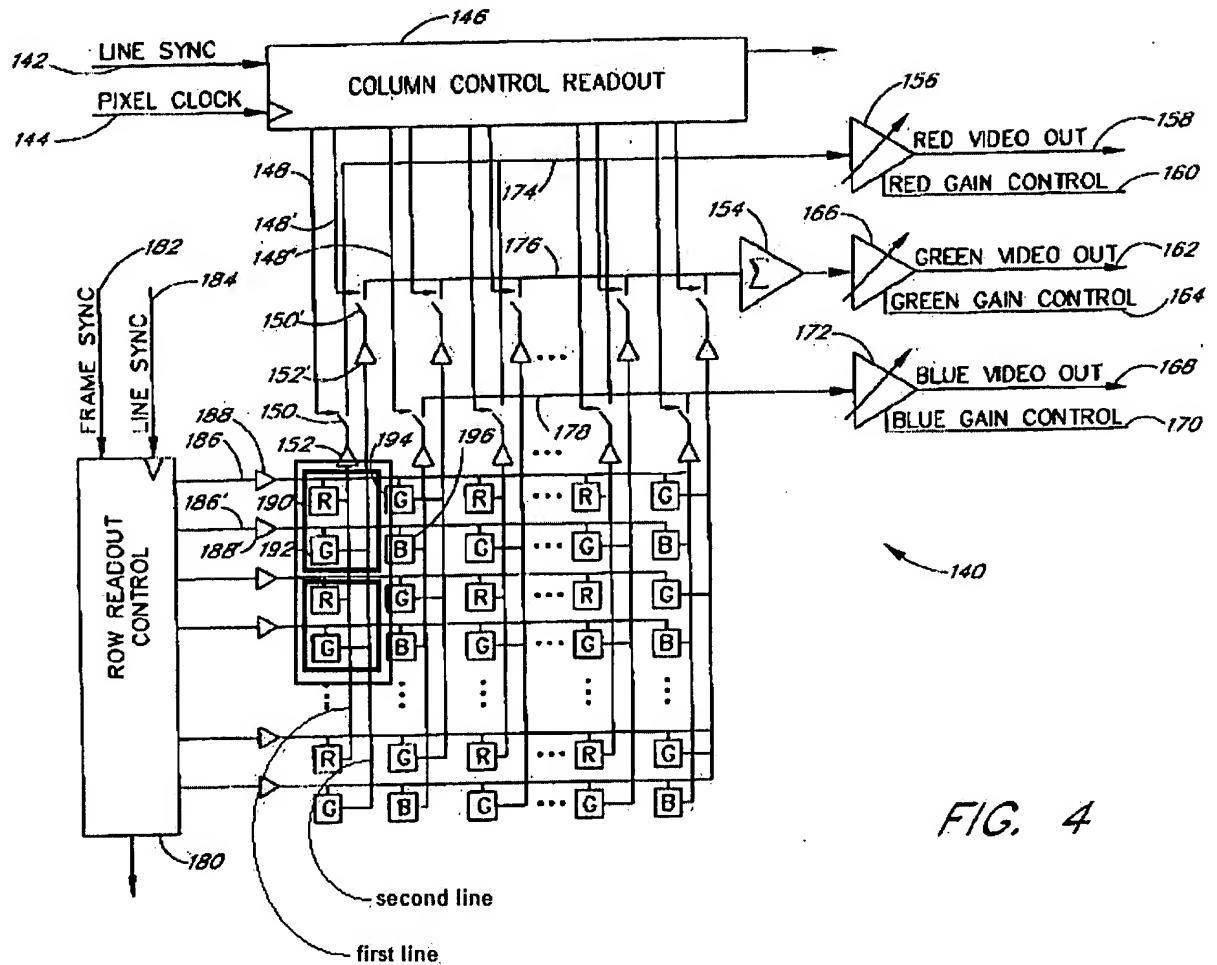 146
142
LINE SYNC
COLUMN CONTROL READOUT
PIXEL CLOCK
144
156
RED VIDEO OUT
158
RED GAIN CONTROL
160
148
174
148'
148"
176
154
166
Σ
GREEN VIDEO OUT
162
GREEN GAIN CONTROL
164
182
184
FRAME SYNC
LINE SYNC
150'
152'
172
BLUE VIDEO OUT
168
BLUE GAIN CONTROL
170
150
188
186
152
194
196
178
190
R G R R G
186'
188'
192
G B G G B
R G R R G
G B G G B
R G R R G
G B G G B
ROW READOUT CONTROL
140
180
FIG. 4
second line
first line